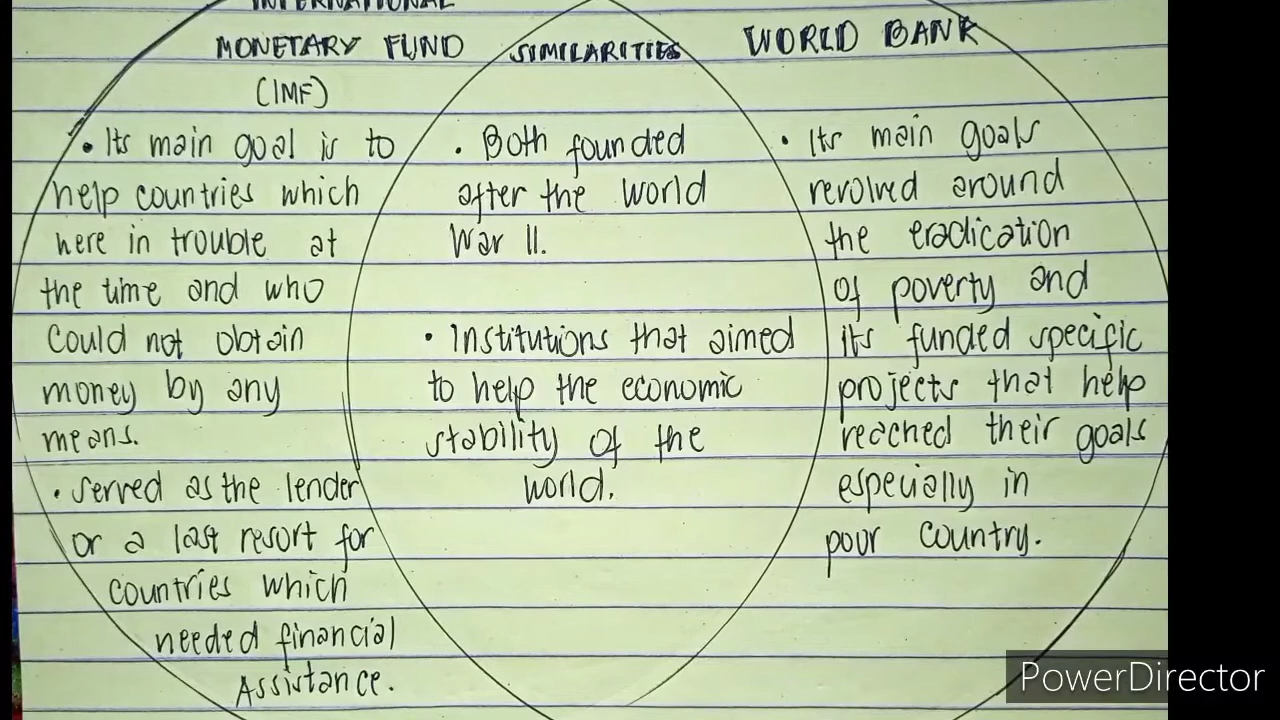 INTERNATIONAL
MONETARY FUND
(IMF)
• Its main goal is to
help countries which
here in trouble at
the time and who
could not obtain
money by any
means.
• served as the lender
or a last resort for
countries which
needed financial
Assistance.
SIMILARITIES
• Both founded
after the World
War II.
• Institutions that aimed
to help the economic
stability of the
world.
WORLD BANK
• Its main goals
revolved around
the eradication
of poverty and
its funded specific
projects that help
reached their goals
especially in
poor country.
PowerDirector